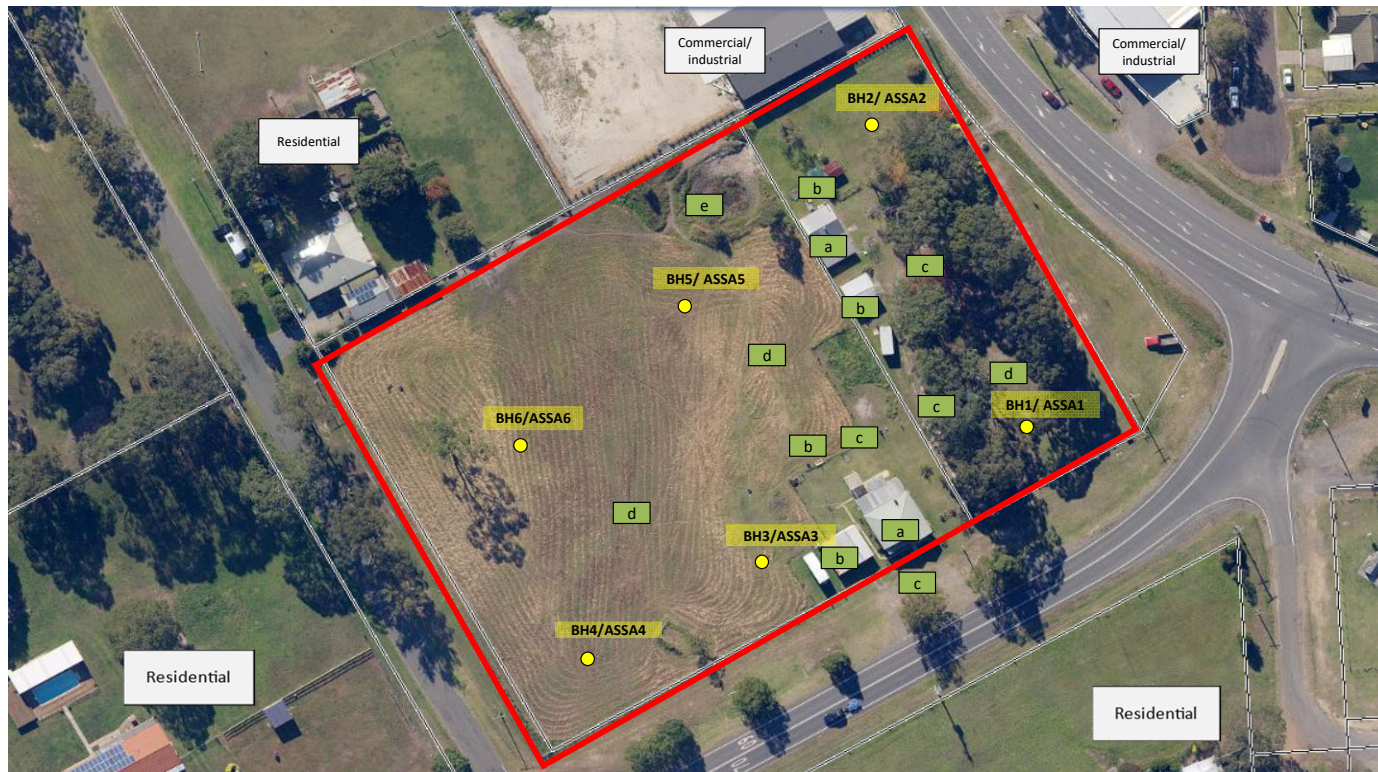 Commercial/
industrial
Commercial/
industrial
BH2/ ASSA2
Residential
b
e
a
c
BH5/ ASSA5
b
d
d
BH1/ ASSA1
c
BH6/ASSA6
c
b
d
a
BH3/ASSA3
b
c
BH4/ASSA4
Residential
Residential
60